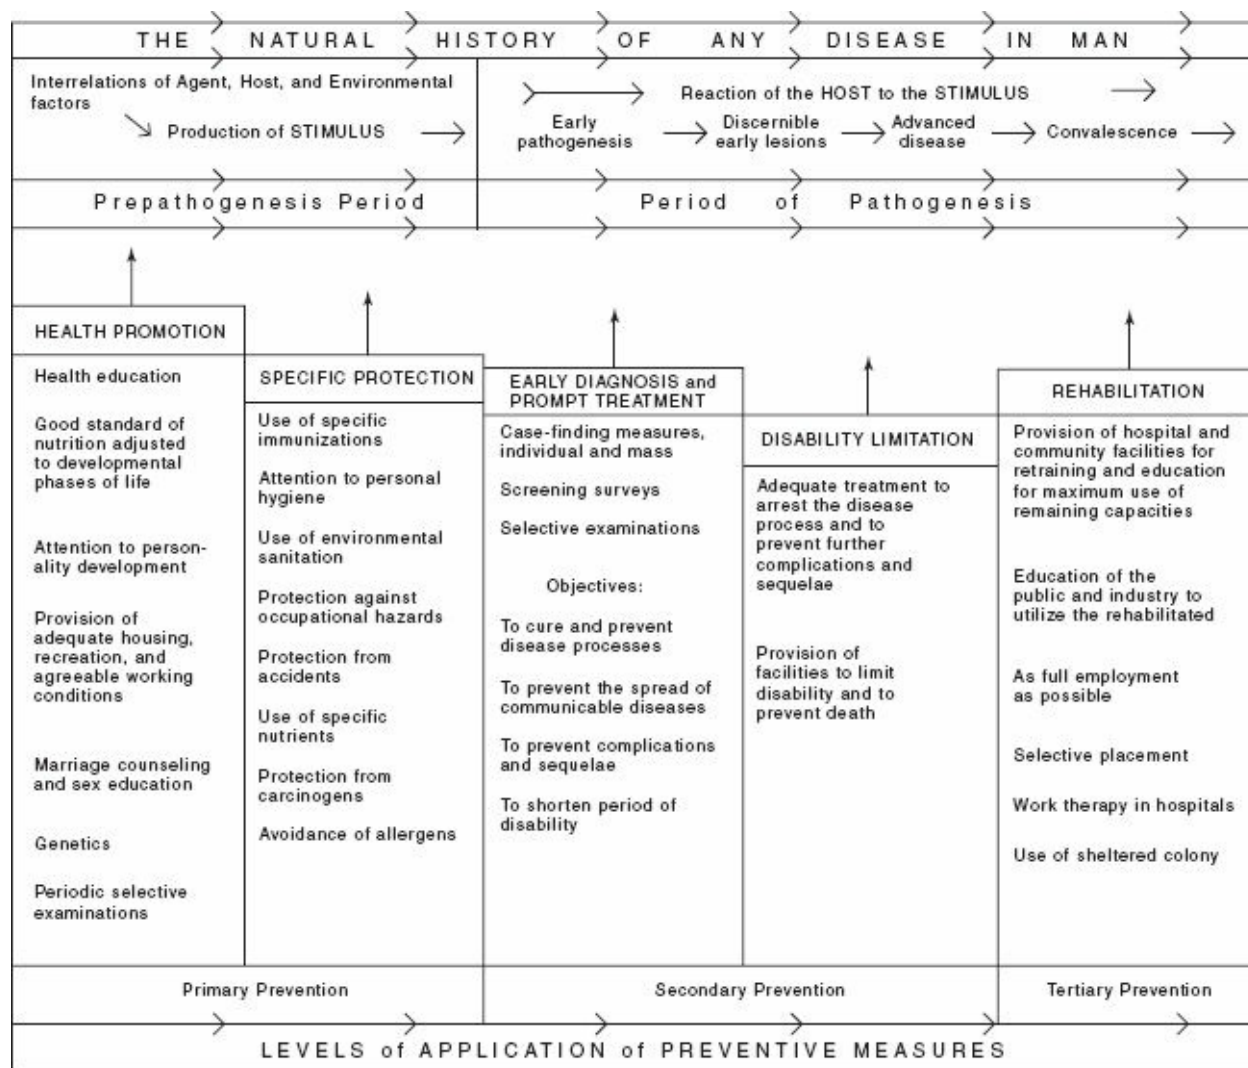 THE NATURAL HISTORY OF ANY DISEASE IN MAN
Interrelations of Agent, Host, and Environmental
factors
Production of STIMULUS
Reaction of the HOST to the STIMULUS
Early
pathogenesis
Discernible
early lesions
Advanced
disease
Convalescence
Prepathogenesis Period
Period of Pathogenesis
HEALTH PROMOTION
Health education
Good standard of
nutrition adjusted
to developmental
phases of life
Attention to person-
ality development
Provision of
adequate housing,
recreation, and
agreeable working
conditions
Marriage counseling
and sex education
Genetics
Periodic selective
examinations
SPECIFIC PROTECTION
Use of specific
immunizations
Attention to personal
hygiene
Use of environmental
sanitation
Protection against
occupational hazards
Protection from
accidents
Use of specific
nutrients
Protection from
carcinogens
Avoidance of allergens
EARLY DIAGNOSIS and
PROMPT TREATMENT
Case-finding measures,
individual and mass
Screening surveys
Selective examinations
Objectives:
To cure and prevent
disease processes
To prevent the spread of
communicable diseases
To prevent complications
and sequelae
To shorten period of
disability
DISABILITY LIMITATION
Adequate treatment to
arrest the disease
process and to
prevent further
complications and
sequelae
Provision of
facilities to limit
disability and to
prevent death
REHABILITATION
Provision of hospital and
community facilities for
retraining and education
for maximum use of
remaining capacities
Education of the
public and industry to
utilize the rehabilitated
As full employment
as possible
Selective placement
Work therapy in hospitals
Use of sheltered colony
Primary Prevention
Secondary Prevention
Tertiary Prevention
LEVELS of APPLICATION of PREVENTIVE MEASURES